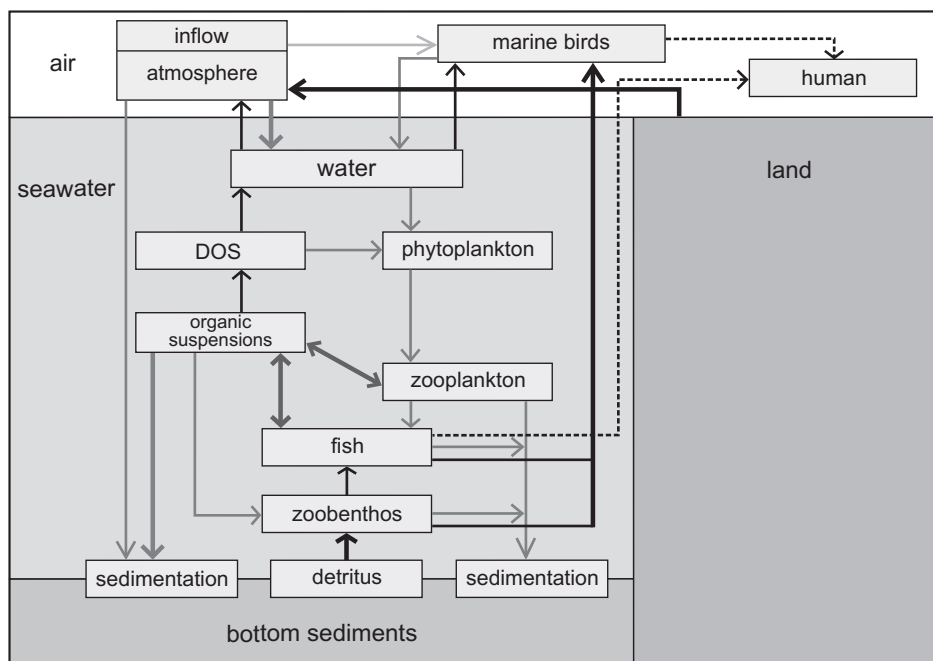 inflow
marine birds
air
atmosphere
human
water
land
seawater
DOS
phytoplankton
organic
suspensions
zooplankton
fish
zoobenthos
sedimentation
detritus
sedimentation
bottom sediments